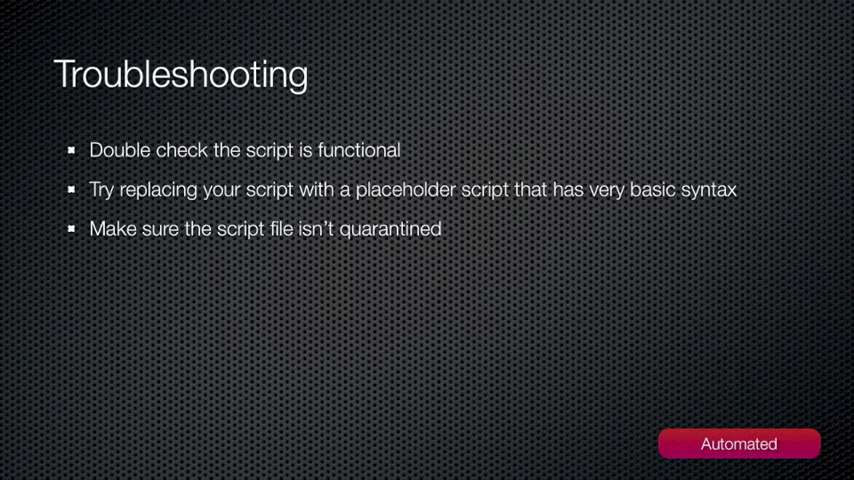 Troubleshooting
Double check the script is functional
Try replacing your script with a placeholder script that has very basic syntax
Make sure the script file isn’t quarantined
Automated